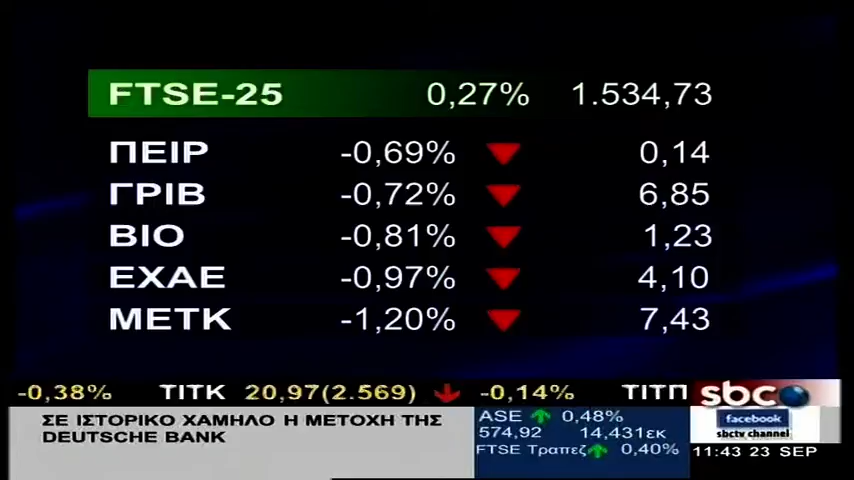 FTSE-25 0,27% 1.534,73
ΠΕΙΡ -0,69% 0,14
ΓΡΙΒ -0,72% 6,85
ΒΙΟ -0,81% 1,23
ΕΧΑΕ -0,97% 4,10
ΜΕΤΚ -1,20% 7,43
-0,38% ΤΙΤΚ 20,97(2.569) -0,14% ΤΙΤΠ
sbc
ΣΕ ΙΣΤΟΡΙΚΟ ΧΑΜΗΛΟ Η ΜΕΤΟΧΗ ΤΗΣ
DEUTSCHE BANK
ASE 0,48%
574,92 14,431εκ
FTSE Τραπεζ 0,40%
facebook
sbctv channel
11:43 23 SEP